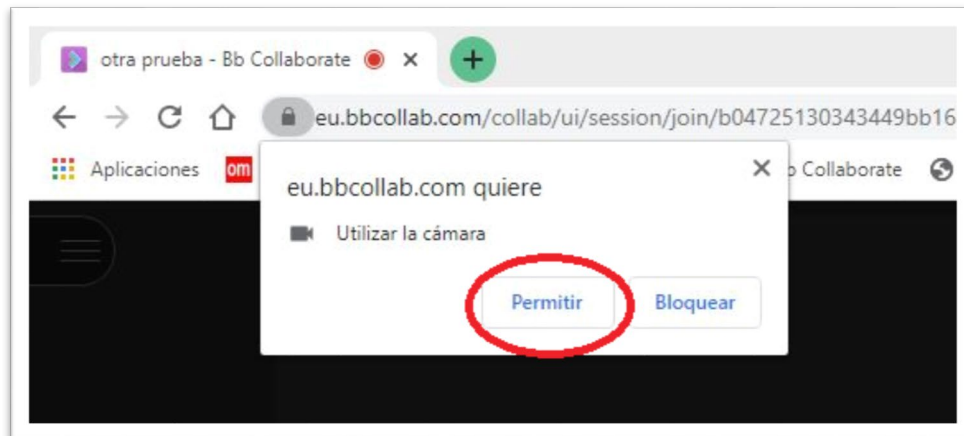 otra prueba - Bb Collaborate
eu.bbcollab.com/collab/ui/session/join/b04725130343449bb16
Aplicaciones om Collaborate
eu.bbcollab.com quiere
Utilizar la cámara
Permitir Bloquear